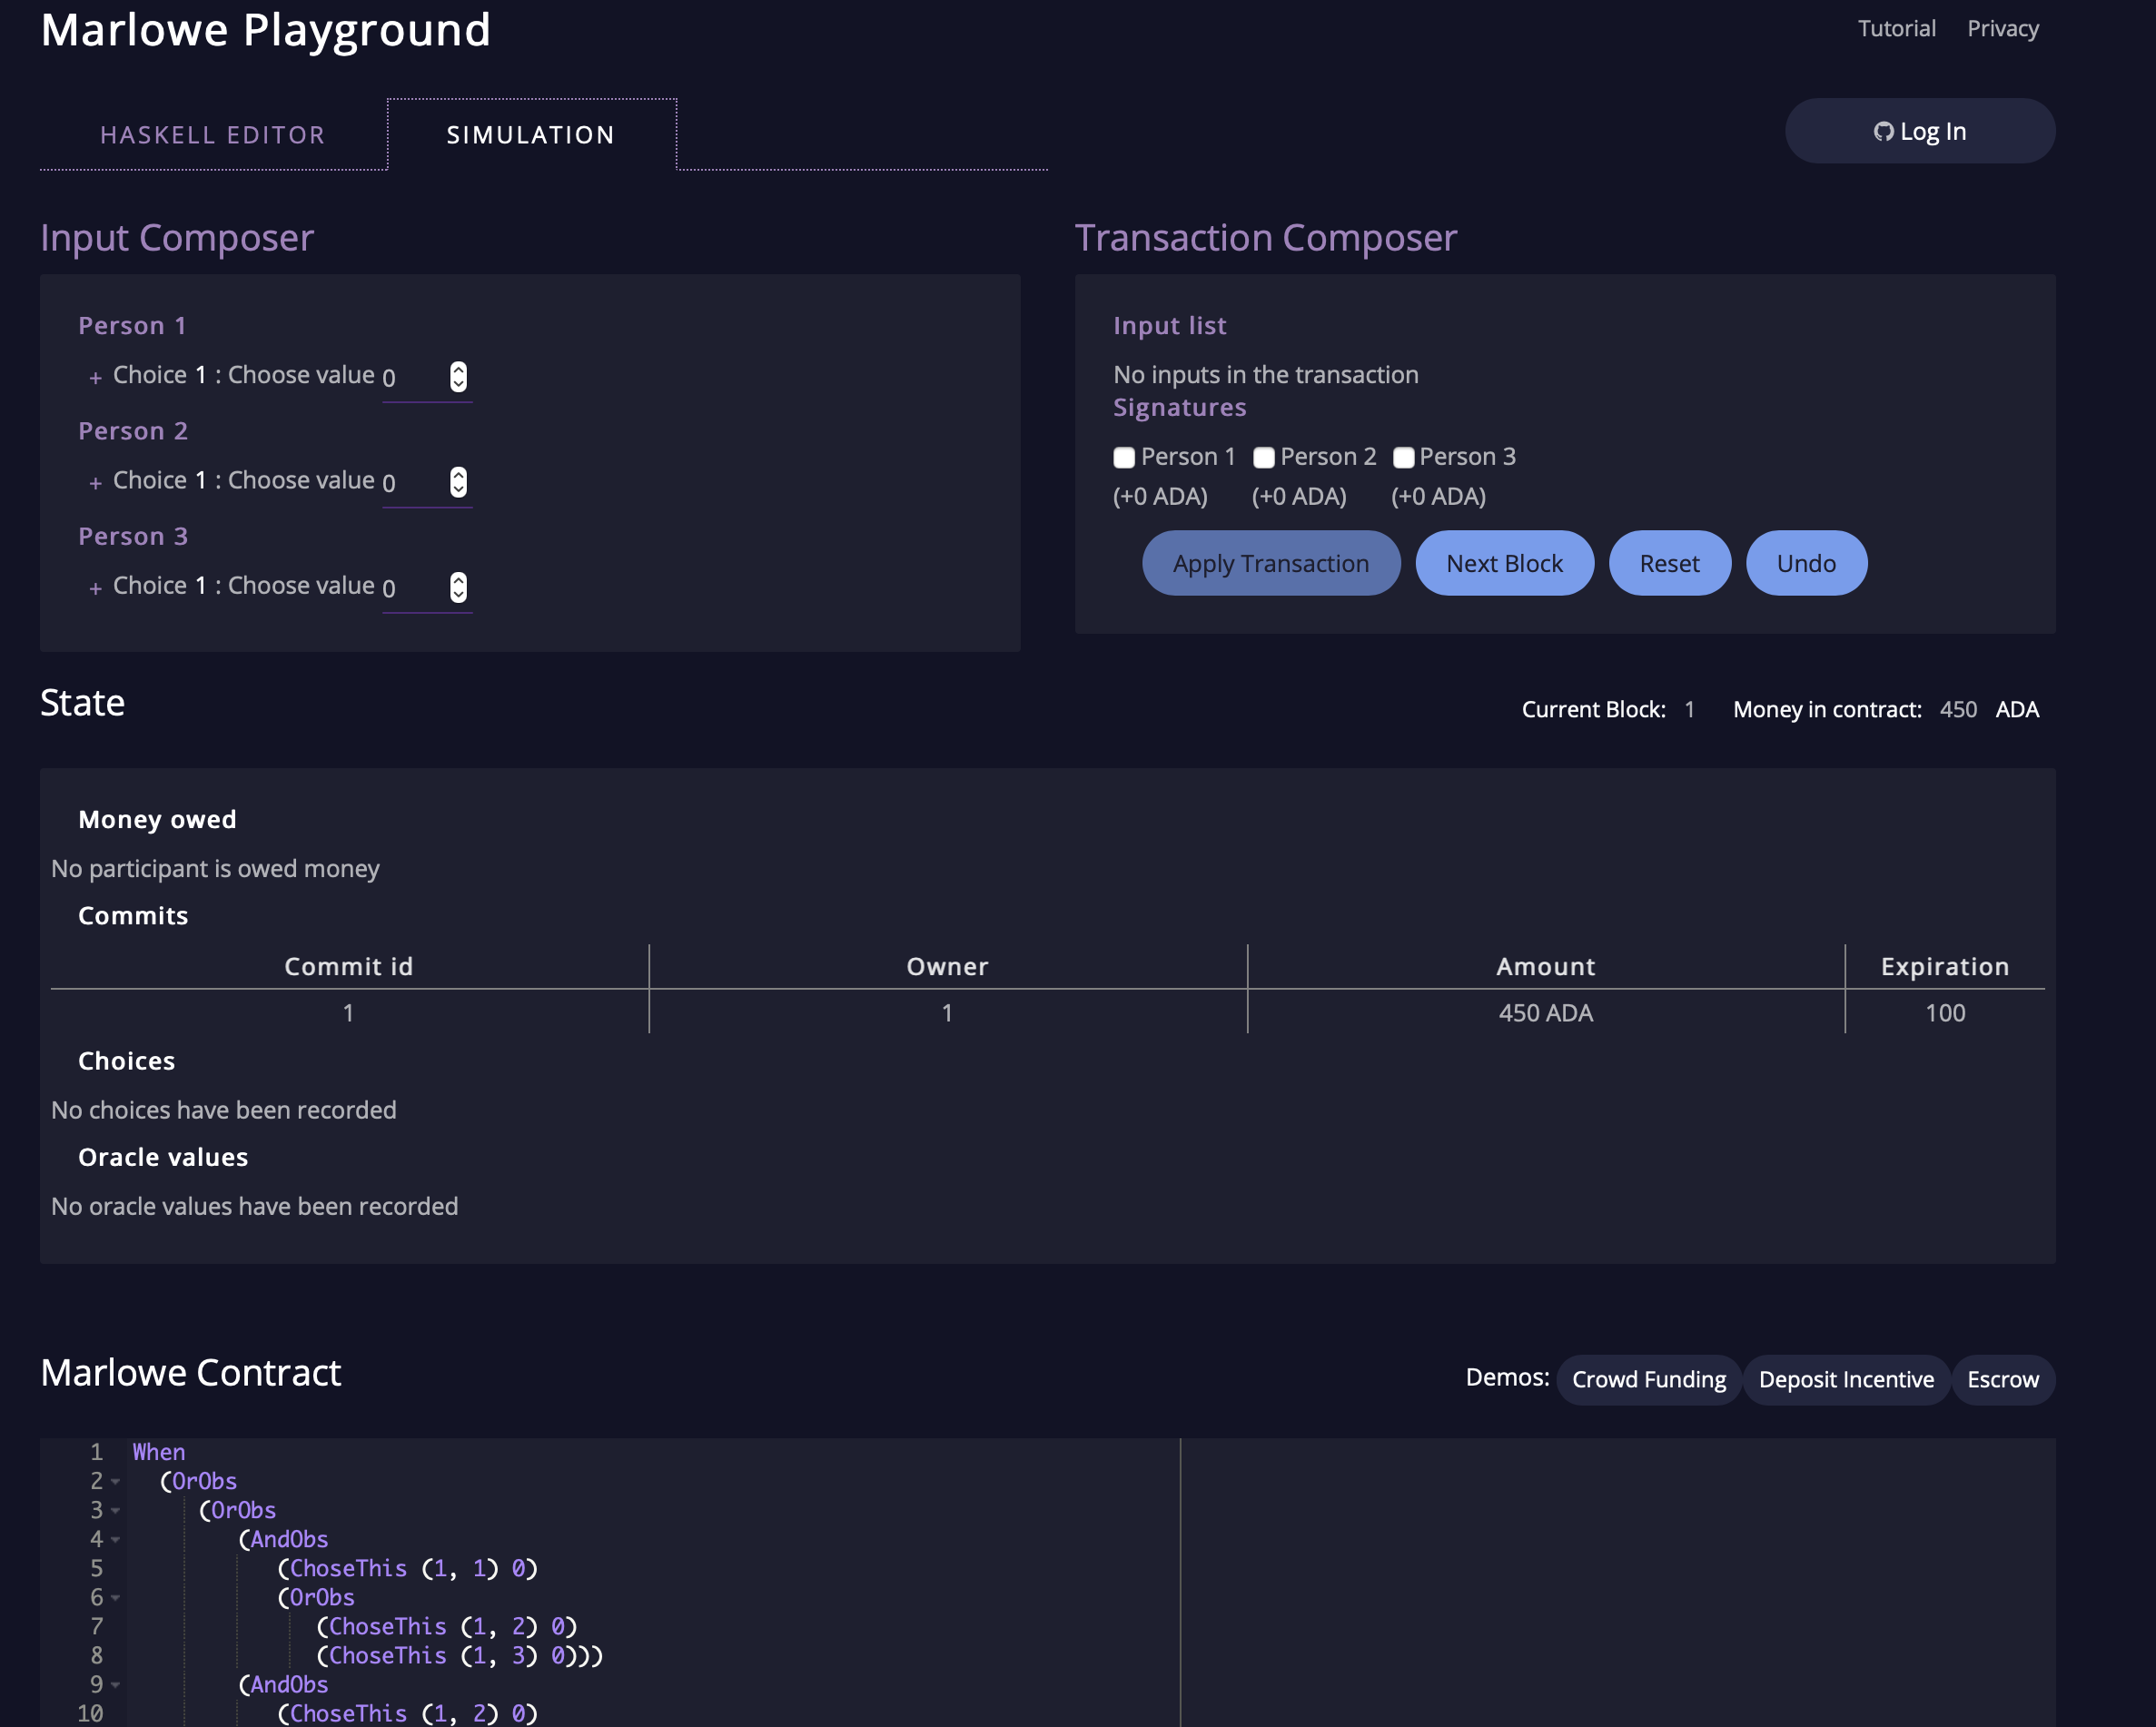 Marlowe Playground
Tutorial Privacy
HASKELL EDITOR SIMULATION
Log In
Input Composer
Person 1
+ Choice 1 : Choose value 0
Person 2
+ Choice 1 : Choose value 0
Person 3
+ Choice 1 : Choose value 0
Transaction Composer
Input list
No inputs in the transaction
Signatures
Person 1 Person 2 Person 3
(+0 ADA) (+0 ADA) (+0 ADA)
Apply Transaction Next Block Reset Undo
State
Current Block: 1 Money in contract: 450 ADA
Money owed
No participant is owed money
Commits
Commit id Owner Amount Expiration
1 1 450 ADA 100
Choices
No choices have been recorded
Oracle values
No oracle values have been recorded
Marlowe Contract
Demos: Crowd Funding Deposit Incentive Escrow
1 When
2 (OrObs
3 (OrObs
4 (AndObs
5 (ChoseThis (1, 1) 0)
6 (OrObs
7 (ChoseThis (1, 2) 0)
8 (ChoseThis (1, 3) 0)))
9 (AndObs
10 (ChoseThis (1, 2) 0)